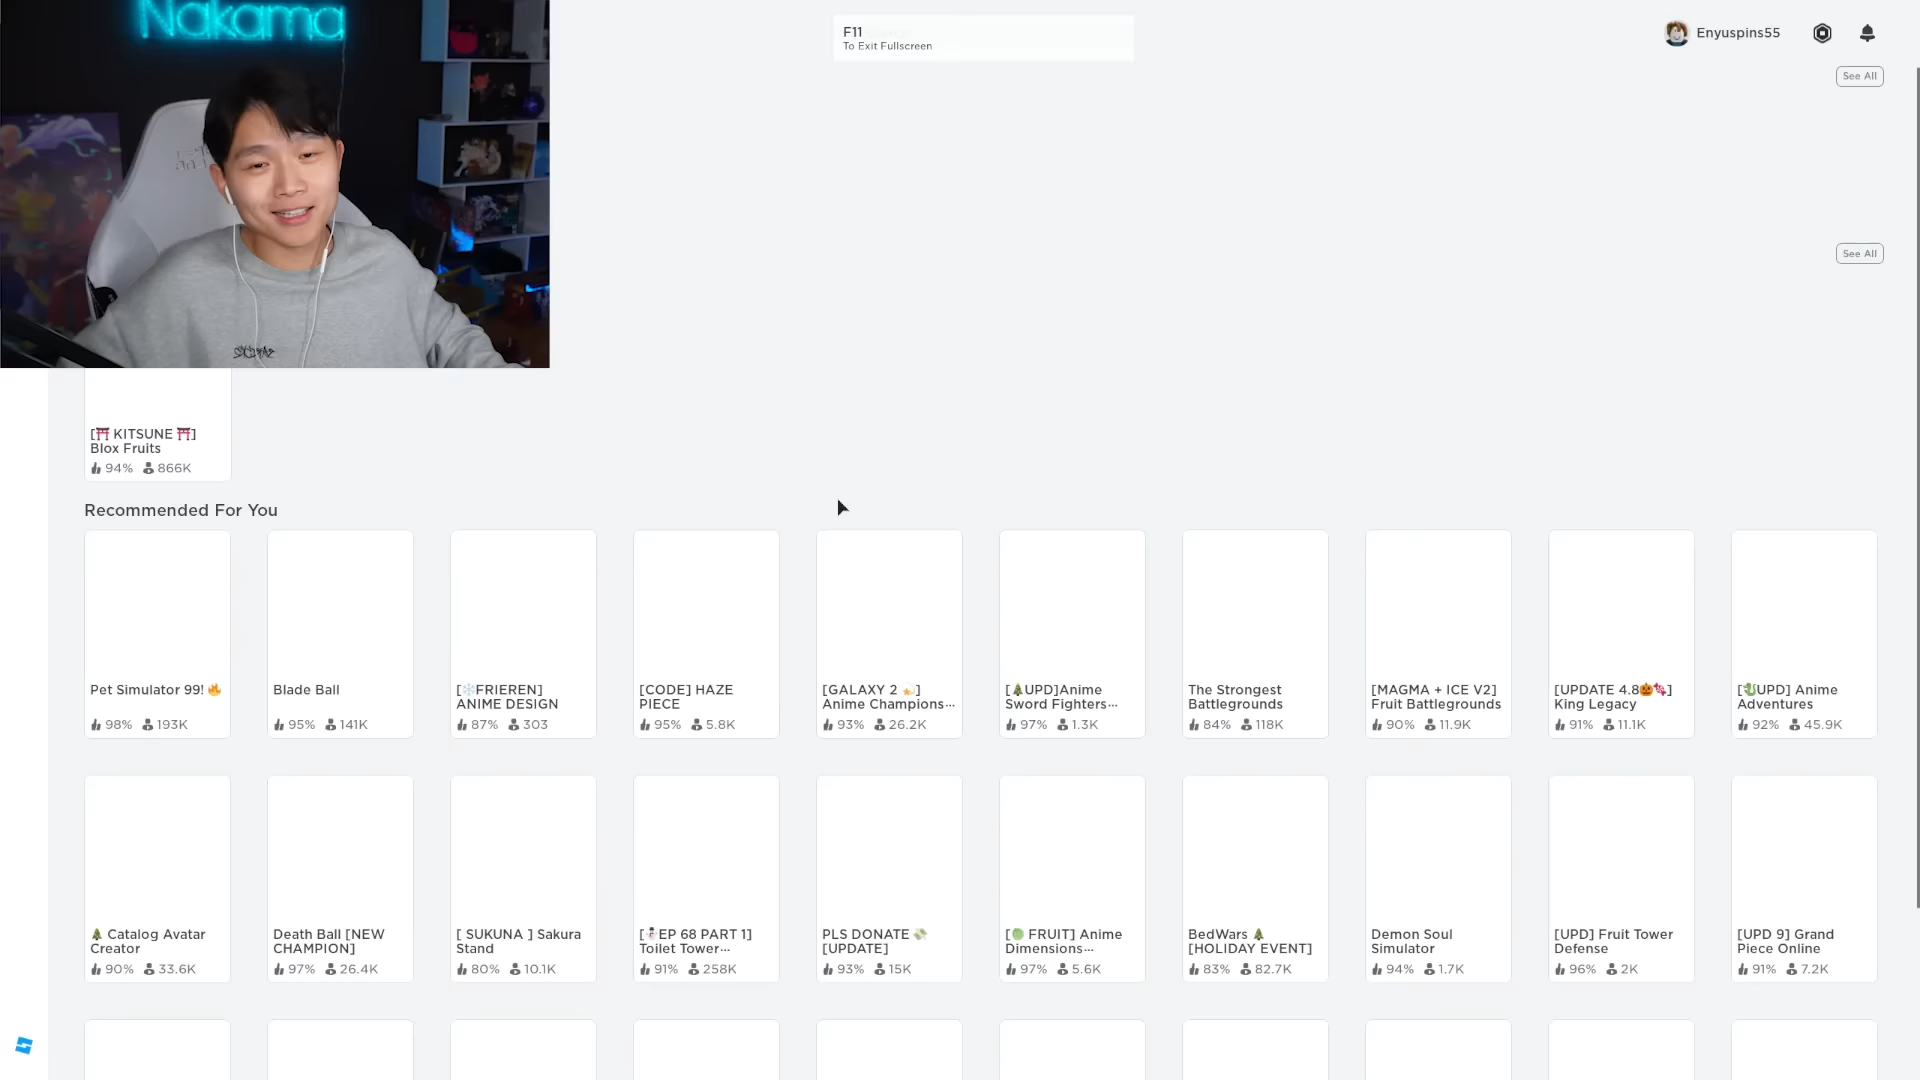 Nakama
F11
To Exit Fullscreen
Enyuspins55
See All
See All
[⛩️ KITSUNE ⛩️]
Blox Fruits
94% 866K
Recommended For You
Pet Simulator 99! 🔥
98% 193K
Blade Ball
95% 141K
[❄️FRIEREN]
ANIME DESIGN
87% 303
[CODE] HAZE
PIECE
95% 5.8K
[GALAXY 2 💫]
Anime Champions...
93% 26.2K
[🎄UPD]Anime
Sword Fighters...
97% 1.3K
The Strongest
Battlegrounds
84% 118K
[MAGMA + ICE V2]
Fruit Battlegrounds
90% 11.9K
[UPDATE 4.8🎃🍬]
King Legacy
91% 11.1K
[🐉UPD] Anime
Adventures
92% 45.9K
🎄 Catalog Avatar
Creator
90% 33.6K
Death Ball [NEW
CHAMPION]
97% 26.4K
[ SUKUNA ] Sakura
Stand
80% 10.1K
[⛄EP 68 PART 1]
Toilet Tower...
91% 258K
PLS DONATE 💸
[UPDATE]
93% 15K
[🍈 FRUIT] Anime
Dimensions...
97% 5.6K
BedWars 🎄
[HOLIDAY EVENT]
83% 82.7K
Demon Soul
Simulator
94% 1.7K
[UPD] Fruit Tower
Defense
96% 2K
[UPD 9] Grand
Piece Online
91% 7.2K